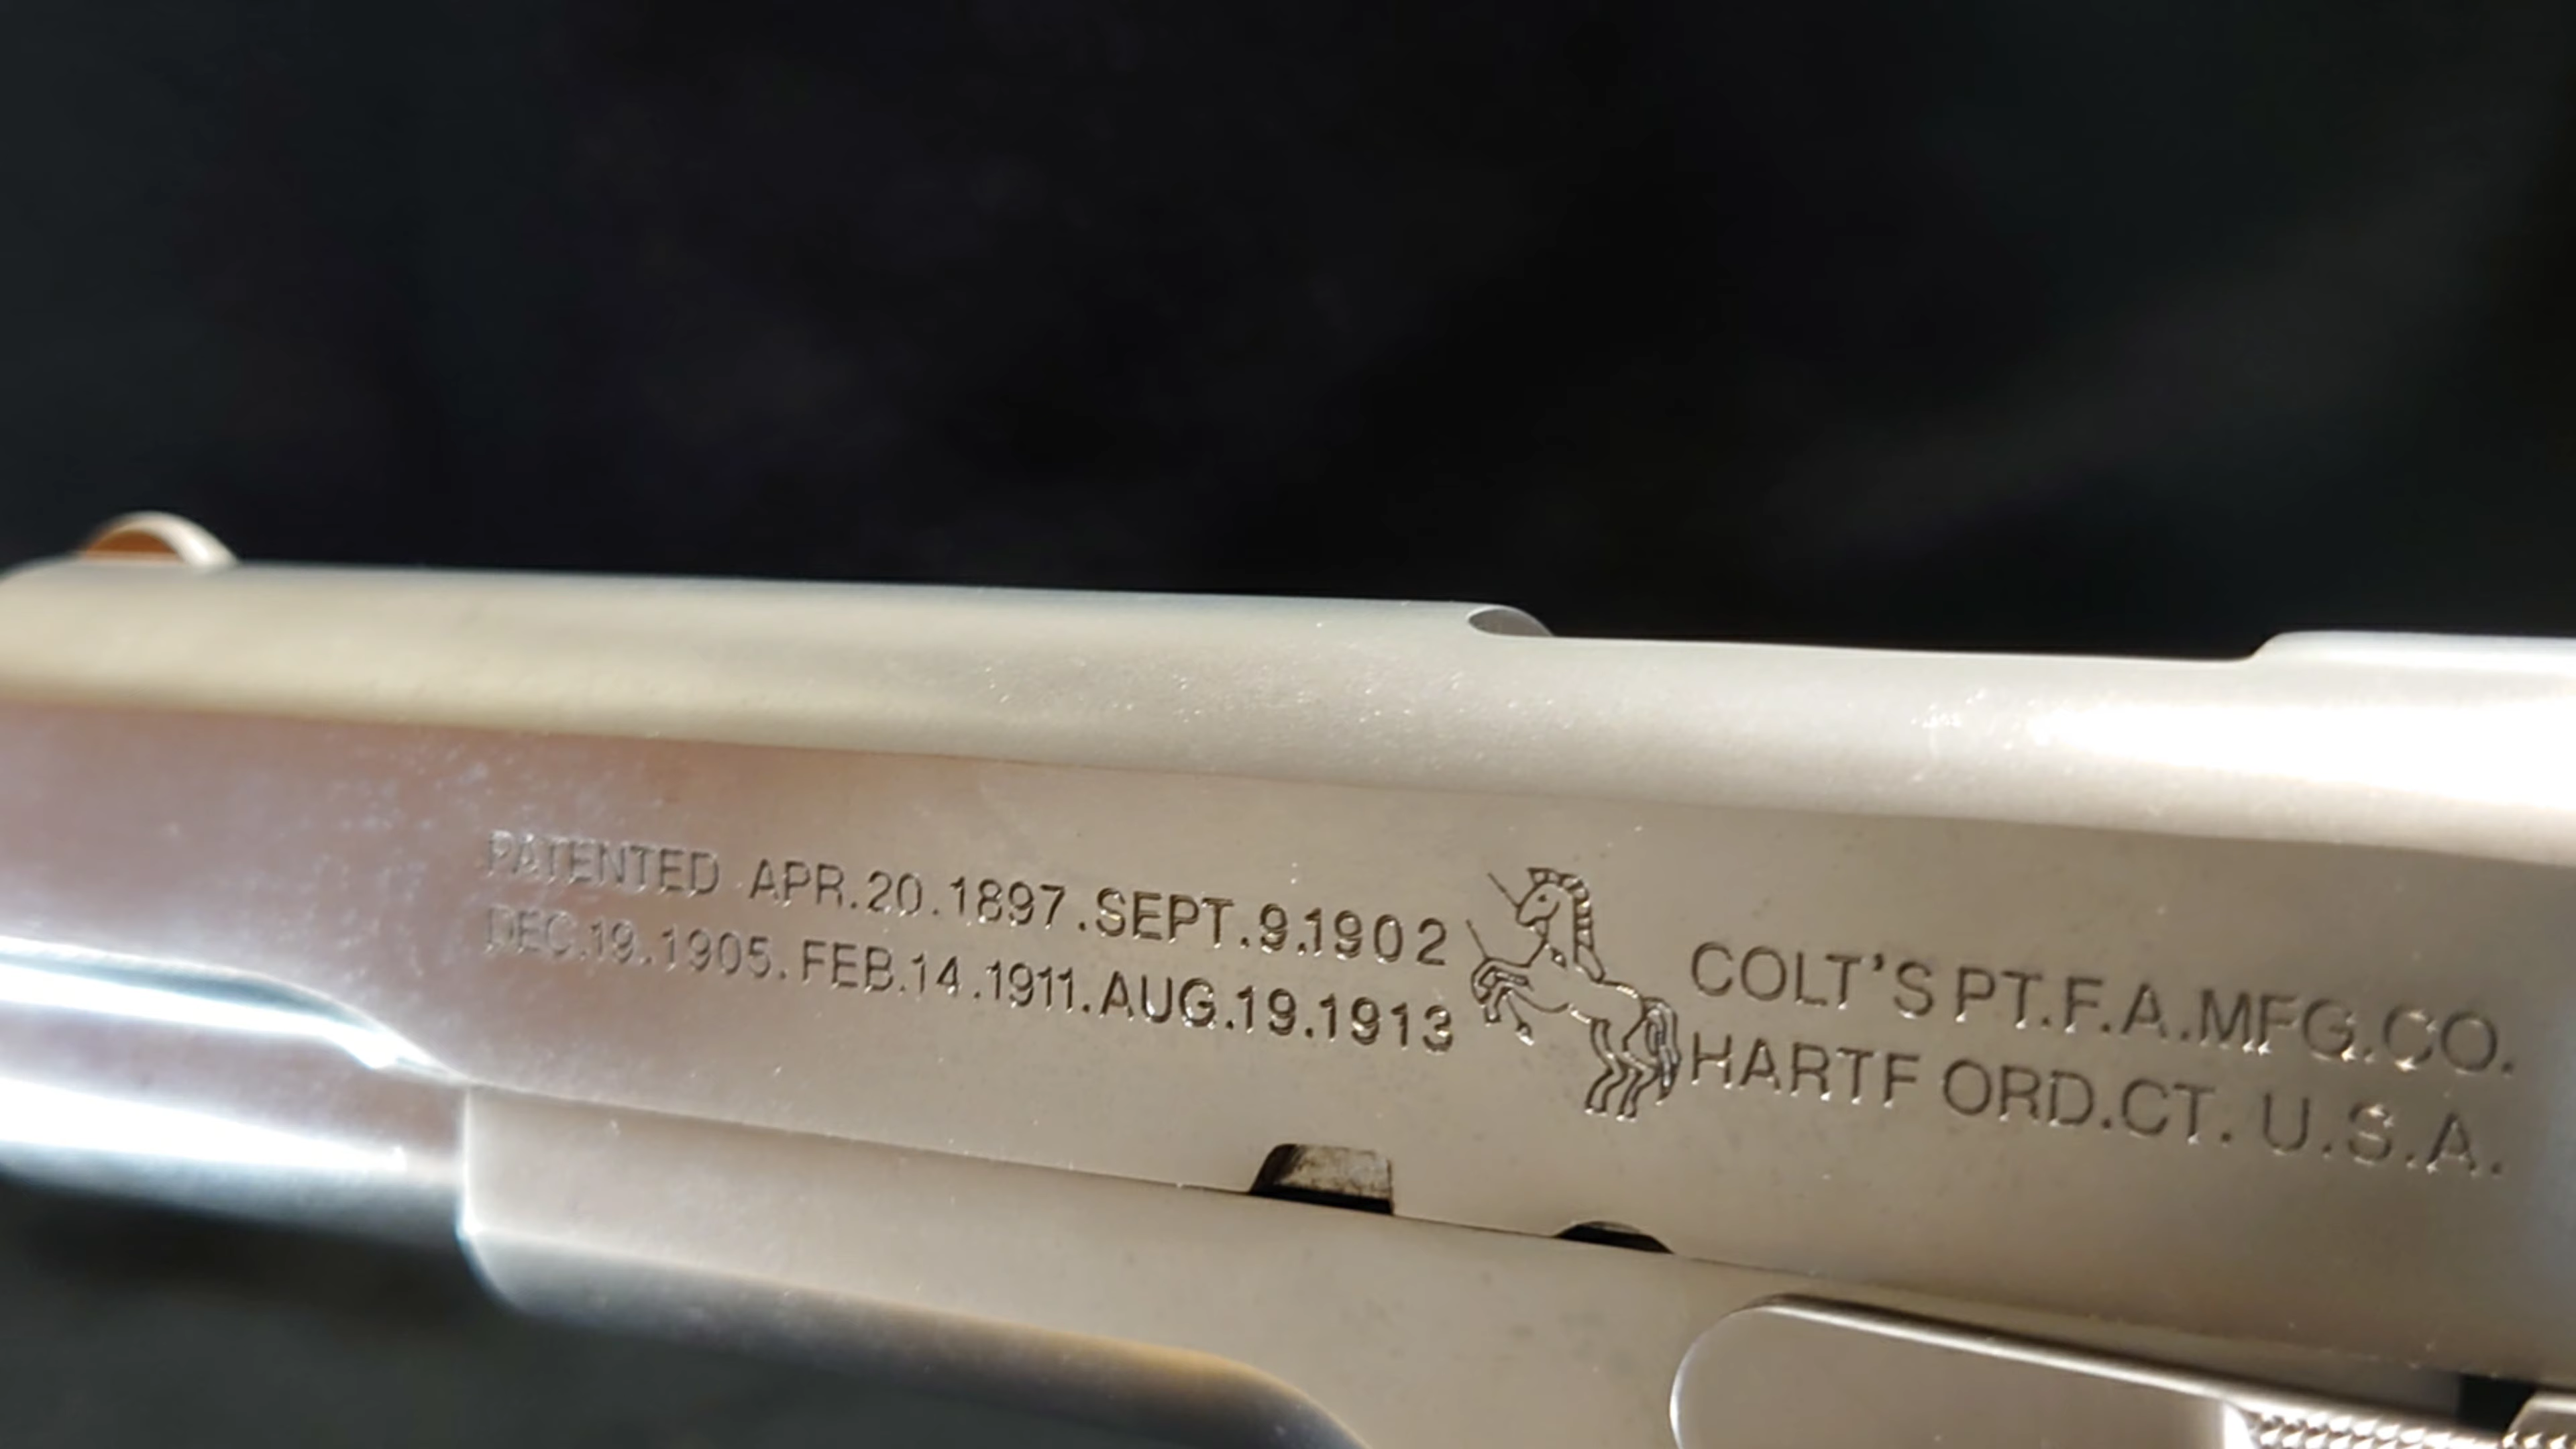 PATENTED APR.20.1897.SEPT.9.1902
DEC.19.1905.FEB.14.1911.AUG.19.1913
COLT'S PT.F.A.MFG.CO.
HARTF ORD.CT. U.S.A.